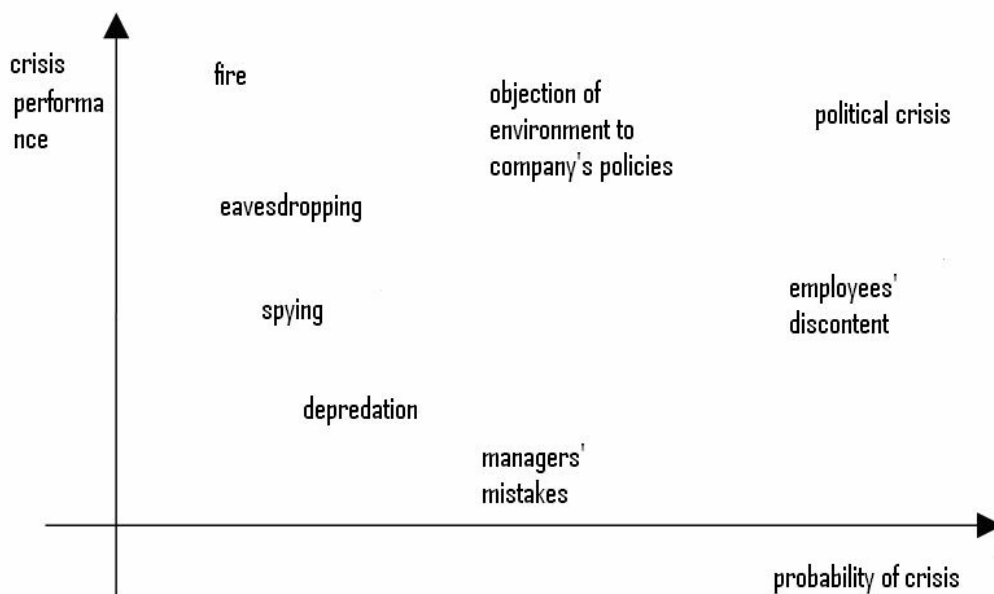 crisis
performa
nce
fire
objection of
environment to
company's policies
political crisis
eavesdropping
spying
employees'
discontent
depredation
managers'
mistakes
probability of crisis